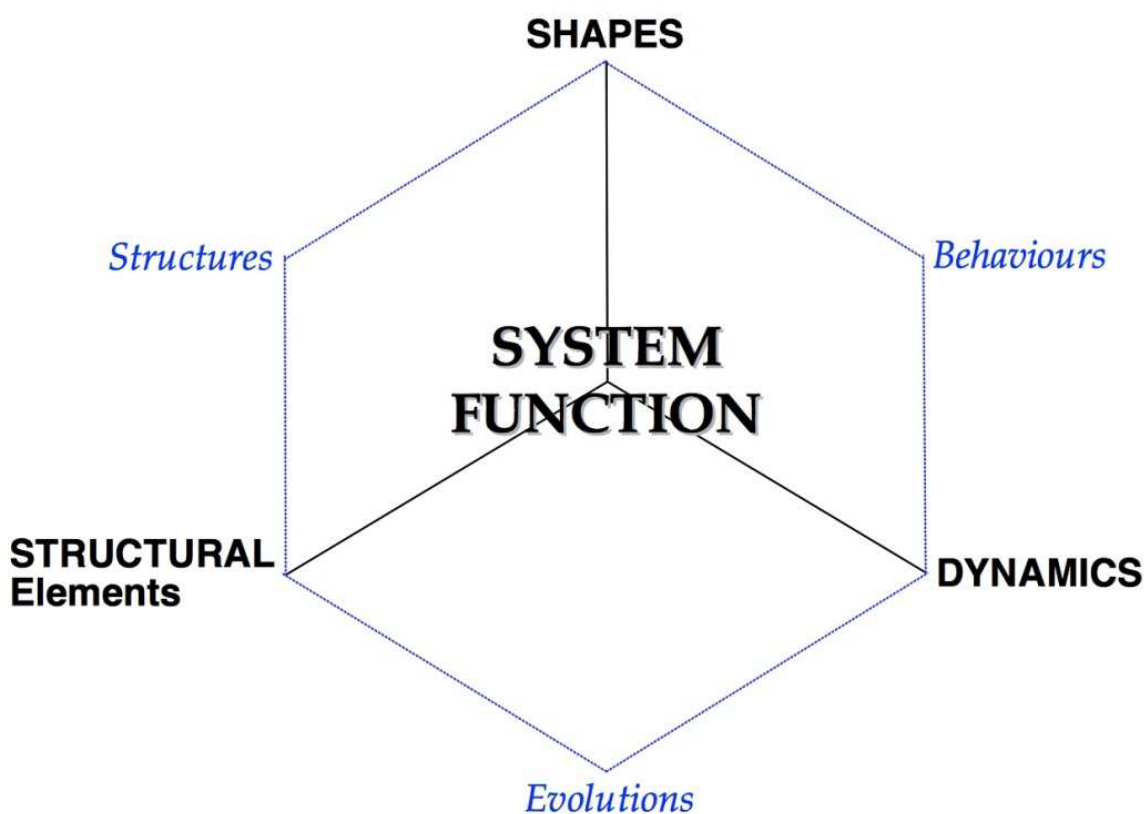 SHAPES
Structures
Behaviours
SYSTEM
FUNCTION
STRUCTURAL
Elements
DYNAMICS
Evolutions